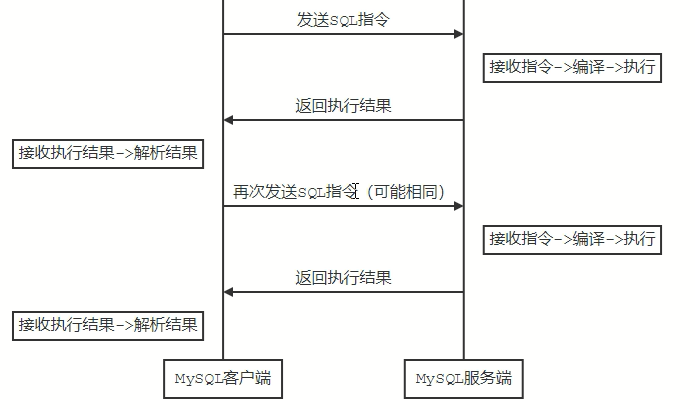 发送SQL指令
接收指令->编译->执行
返回执行结果
接收执行结果->解析结果
再次发送SQL指令（可能相同）
接收指令->编译->执行
返回执行结果
接收执行结果->解析结果
MySQL客户端
MySQL服务端